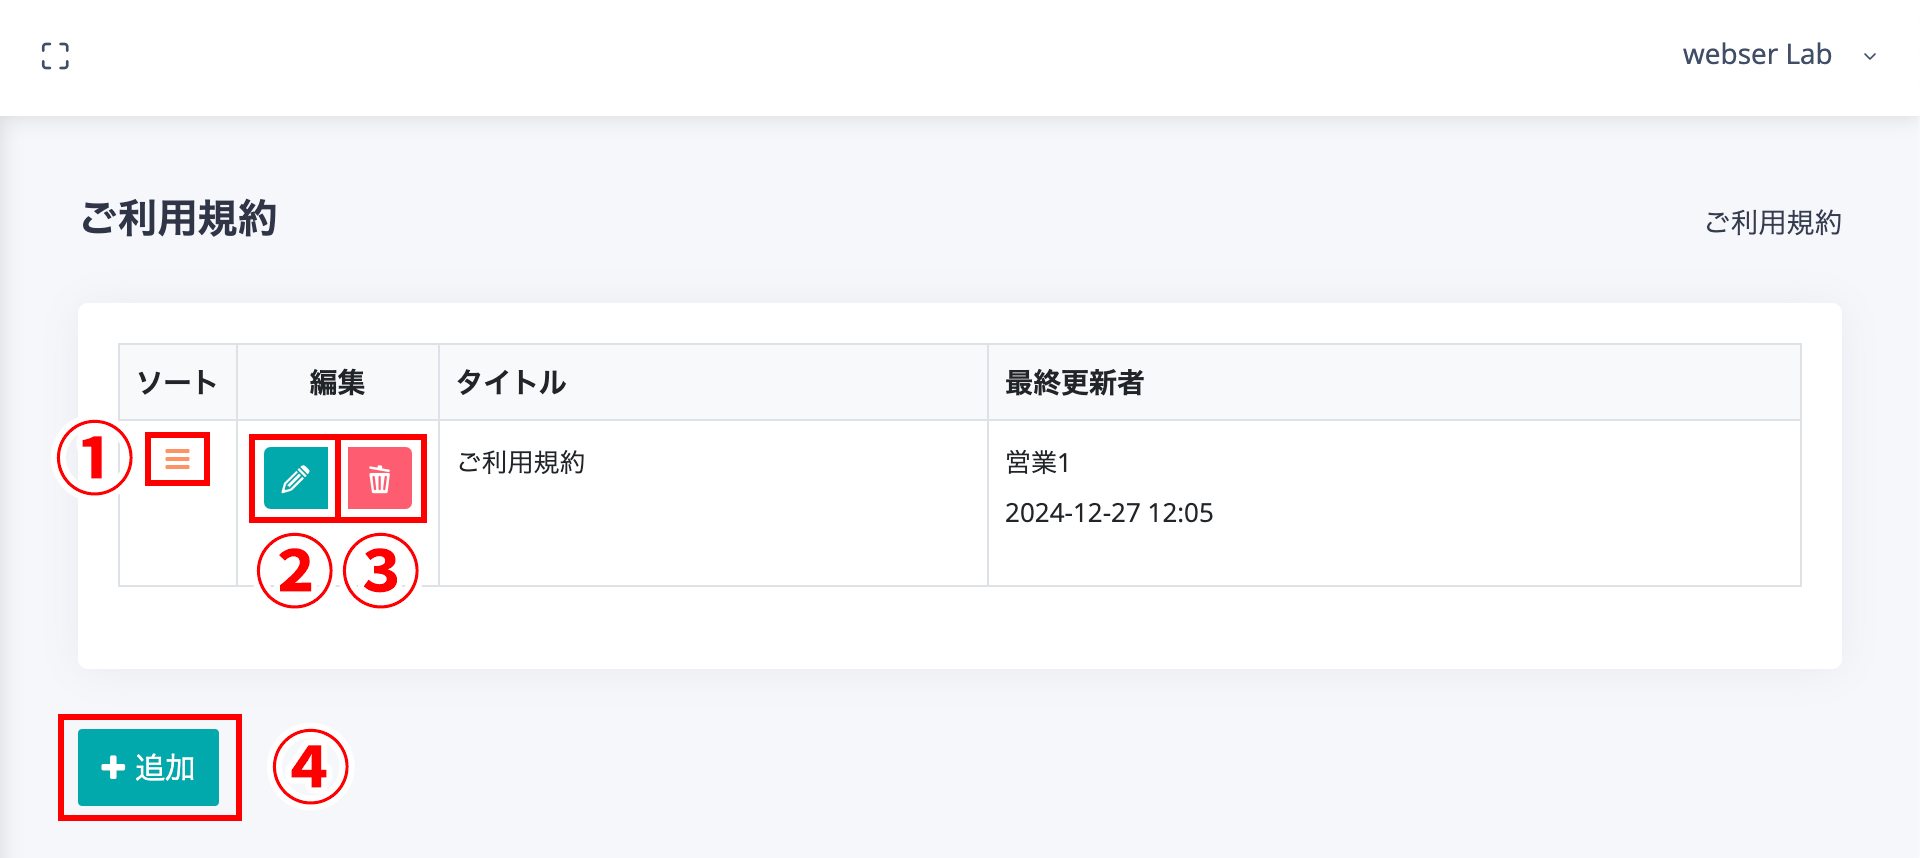 webser Lab
ご利用規約
ご利用規約
ソート 編集 タイトル 最終更新者
① ご利用規約 営業1
2024-12-27 12:05
② ③
追加 ④